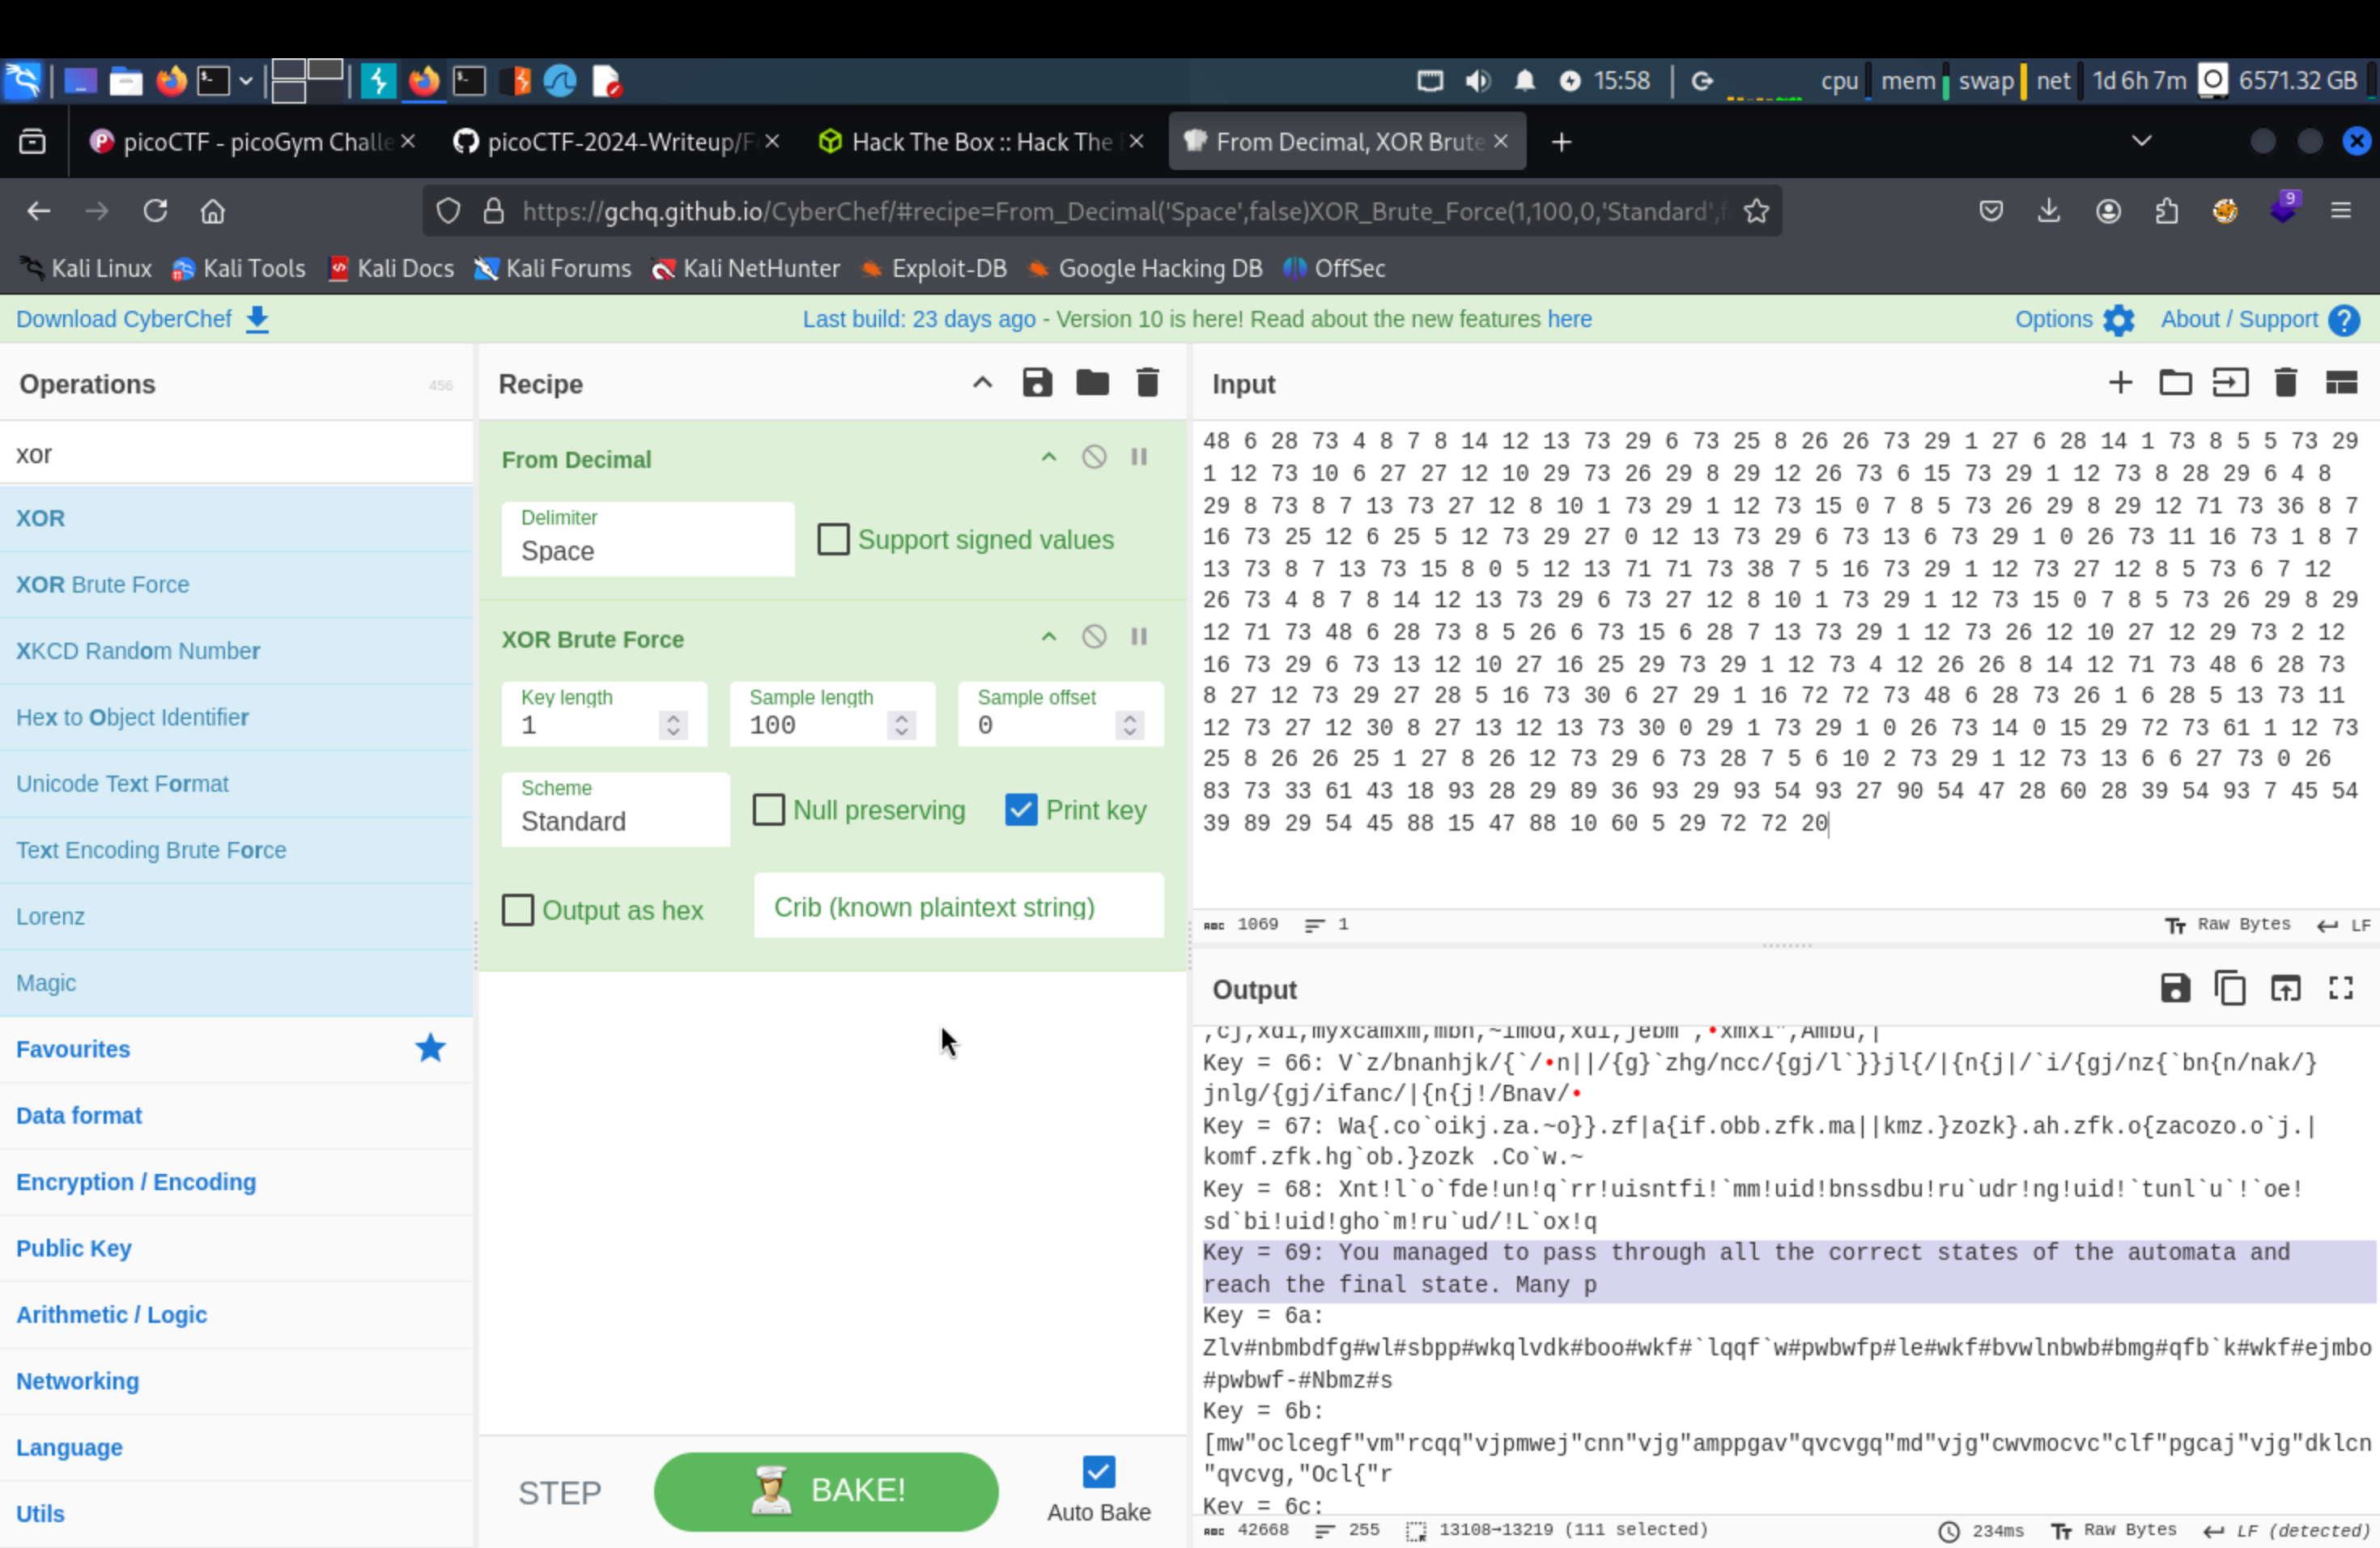 15:58 cpu mem swap net 1d 6h 7m 6571.32 GB
picoCTF - picoGym Challe picoCTF-2024-Writeup/F Hack The Box :: Hack The From Decimal, XOR Brute
https://gchq.github.io/CyberChef/#recipe=From_Decimal('Space',false)XOR_Brute_Force(1,100,0,'Standard',f 9
Kali Linux Kali Tools Kali Docs Kali Forums Kali NetHunter Exploit-DB Google Hacking DB OffSec
Download CyberChef Last build: 23 days ago - Version 10 is here! Read about the new features here Options About / Support
Operations 456
xor
XOR
XOR Brute Force
XKCD Random Number
Hex to Object Identifier
Unicode Text Format
Text Encoding Brute Force
Lorenz
Magic
Favourites
Data format
Encryption / Encoding
Public Key
Arithmetic / Logic
Networking
Language
Utils
Recipe
From Decimal
Delimiter
Space
Support signed values
XOR Brute Force
Key length
1
Sample length
100
Sample offset
0
Scheme
Standard
Null preserving
Print key
Output as hex
Crib (known plaintext string)
STEP
BAKE!
Auto Bake
Input
48 6 28 73 4 8 7 8 14 12 13 73 29 6 73 25 8 26 26 73 29 1 27 6 28 14 1 73 8 5 5 73 29
1 12 73 10 6 27 27 12 10 29 73 26 29 8 29 12 26 73 6 15 73 29 1 12 73 8 28 29 6 4 8
29 8 73 8 7 13 73 27 12 8 10 1 73 29 1 12 73 15 0 7 8 5 73 26 29 8 29 12 71 73 36 8 7
16 73 25 12 6 25 5 12 73 29 27 0 12 13 73 29 6 73 13 6 73 29 1 0 26 73 11 16 73 1 8 7
13 73 8 7 13 73 15 8 0 5 12 13 71 71 73 38 7 5 16 73 29 1 12 73 27 12 8 5 73 6 7 12
26 73 4 8 7 8 14 12 13 73 29 6 73 27 12 8 10 1 73 29 1 12 73 15 0 7 8 5 73 26 29 8 29
12 71 73 48 6 28 73 8 5 26 6 73 15 6 28 7 13 73 29 1 12 73 26 12 10 27 12 29 73 2 12
16 73 29 6 73 13 12 10 27 16 25 29 73 29 1 12 73 4 12 26 26 8 14 12 71 73 48 6 28 73
8 27 12 73 29 27 28 5 16 73 30 6 27 29 1 16 72 72 73 48 6 28 73 26 1 6 28 5 13 73 11
12 73 27 12 30 8 27 13 12 13 73 30 0 29 1 73 29 1 0 26 73 14 0 15 29 72 73 61 1 12 73
25 8 26 26 25 1 27 8 26 12 73 29 6 73 28 7 5 6 10 2 73 29 1 12 73 13 6 6 27 73 0 26
83 73 33 61 43 18 93 28 29 89 36 93 29 93 54 93 27 90 54 47 28 60 28 39 54 93 7 45 54
39 89 29 54 45 88 15 47 88 10 60 5 29 72 72 20
1069 1 Raw Bytes LF
Output
Key = 66: V`z/bnanhjk/{`/•n||/{g}`zhg/ncc/{gj/l`}}jl{/|{n{j|/`i/{gj/nz{`bn{n/nak/}
jnlg/{gj/ifanc/|{n{j!/Bnav/•
Key = 67: Wa{.co`oikj.za.~o}}.zf|a{if.obb.zfk.ma||kmz.}zozk}.ah.zfk.o{zacozo.o`j.|
komf.zfk.hg`ob.}zozk .Co`w.~
Key = 68: Xnt!l`o`fde!un!q`rr!uisntfi!`mm!uid!bnssdbu!ru`udr!ng!uid!`tunl`u`!`oe!
sd`bi!uid!gho`m!ru`ud/!L`ox!q
Key = 69: You managed to pass through all the correct states of the automata and
reach the final state. Many p
Key = 6a:
Zlv#nbmbdfg#wl#sbpp#wkqlvdk#boo#wkf#`lqqf`w#pwbwfp#le#wkf#bvwlnbwb#bmg#qfb`k#wkf#ejmbo
#pwbwf-#Nbmz#s
Key = 6b:
[mw"oclcegf"vm"rcqq"vjpmwej"cnn"vjg"amppgav"qvcvgq"md"vjg"cwvmocvc"clf"pgcaj"vjg"dklcn
"qvcvg,"Ocl{"r
Key = 6c:
42668 255 13108→13219 (111 selected) 234ms Raw Bytes LF (detected)